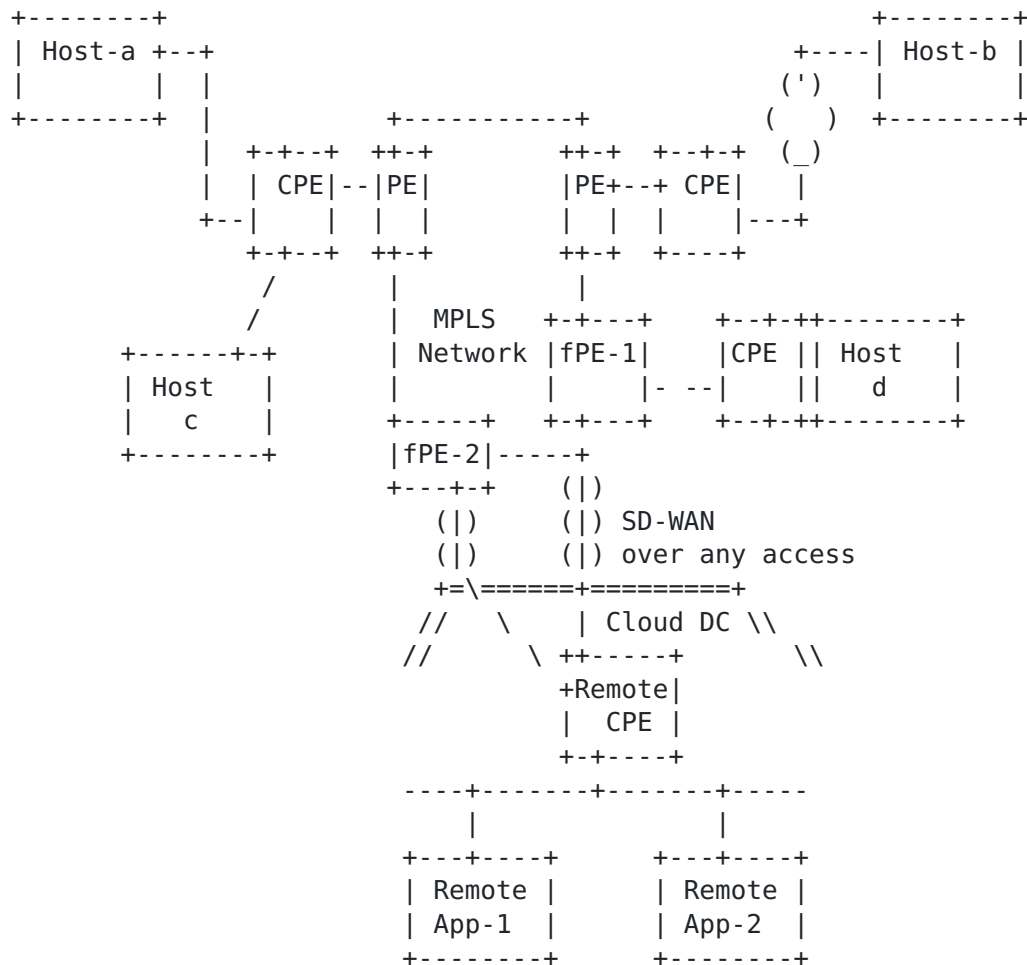 Host-a Host-b
CPE PE PE CPE
MPLS
Network fPE-1 CPE Host
Host d
c
fPE-2
SD-WAN
over any access
Cloud DC
Remote
CPE
Remote Remote
App-1 App-2